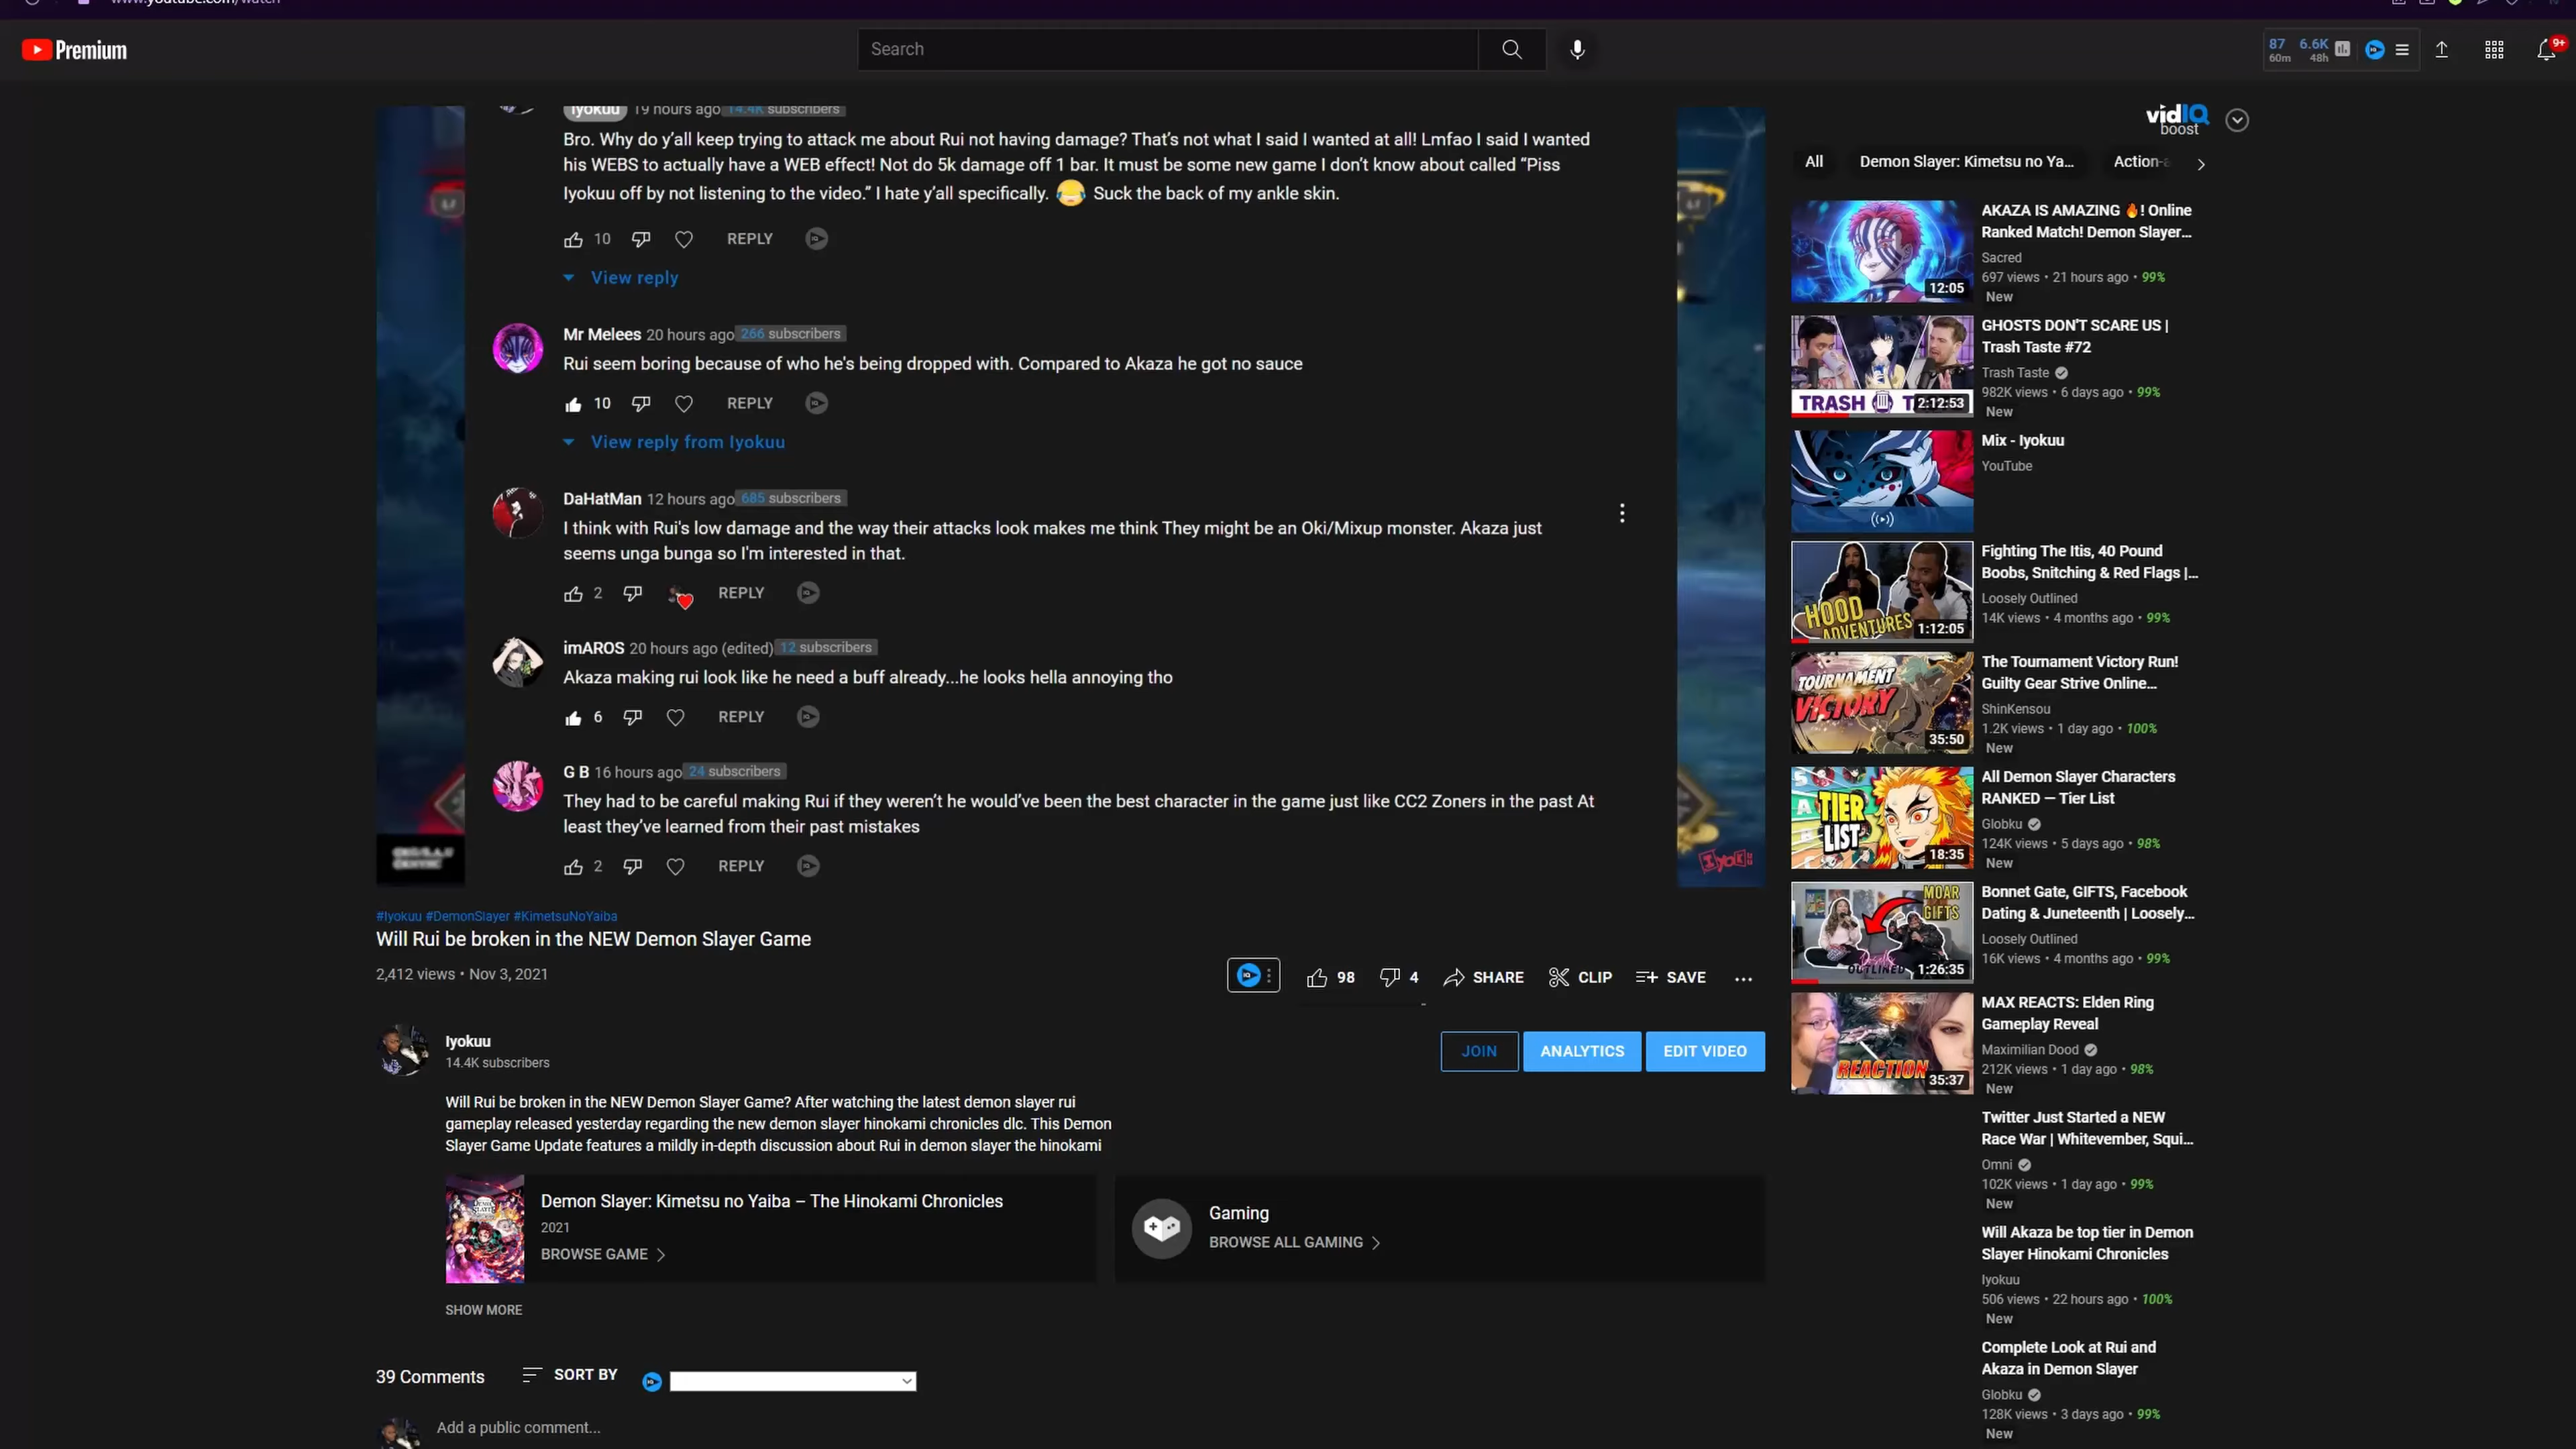 Premium
Search
87 6.6K
60m 48h
9+
Iyokuu 19 hours ago 14.4K subscribers
Bro. Why do y'all keep trying to attack me about Rui not having damage? That's not what I said I wanted at all! Lmfao I said I wanted
his WEBS to actually have a WEB effect! Not do 5k damage off 1 bar. It must be some new game I don't know about called “Piss
Iyokuu off by not listening to the video.” I hate y'all specifically. 😂 Suck the back of my ankle skin.
10 REPLY
View reply
Mr Melees 20 hours ago 266 subscribers
Rui seem boring because of who he's being dropped with. Compared to Akaza he got no sauce
10 REPLY
View reply from Iyokuu
DaHatMan 12 hours ago 685 subscribers
I think with Rui's low damage and the way their attacks look makes me think They might be an Oki/Mixup monster. Akaza just
seems unga bunga so I'm interested in that.
2 REPLY
imAROS 20 hours ago (edited) 12 subscribers
Akaza making rui look like he need a buff already...he looks hella annoying tho
6 REPLY
G B 16 hours ago 24 subscribers
They had to be careful making Rui if they weren't he would've been the best character in the game just like CC2 Zoners in the past At
least they've learned from their past mistakes
2 REPLY
Iyokuu
#Iyokuu #DemonSlayer #KimetsuNoYaiba
Will Rui be broken in the NEW Demon Slayer Game
2,412 views • Nov 3, 2021
98 4 SHARE CLIP SAVE
Iyokuu
14.4K subscribers
JOIN ANALYTICS EDIT VIDEO
Will Rui be broken in the NEW Demon Slayer Game? After watching the latest demon slayer rui
gameplay released yesterday regarding the new demon slayer hinokami chronicles dlc. This Demon
Slayer Game Update features a mildly in-depth discussion about Rui in demon slayer the hinokami
Demon Slayer: Kimetsu no Yaiba – The Hinokami Chronicles
2021
BROWSE GAME
Gaming
BROWSE ALL GAMING
SHOW MORE
39 Comments SORT BY
Add a public comment...
vidIQ
boost
All Demon Slayer: Kimetsu no Ya... Action-a
12:05
AKAZA IS AMAZING 🔥! Online
Ranked Match! Demon Slayer...
Sacred
697 views • 21 hours ago • 99%
New
TRASH T
2:12:53
GHOSTS DON'T SCARE US |
Trash Taste #72
Trash Taste
982K views • 6 days ago • 99%
New
Mix - Iyokuu
YouTube
HOOD
ADVENTURES
1:12:05
Fighting The Itis, 40 Pound
Boobs, Snitching & Red Flags |...
Loosely Outlined
14K views • 4 months ago • 99%
TOURNAMENT
VICTORY
35:50
The Tournament Victory Run!
Guilty Gear Strive Online...
ShinKensou
1.2K views • 1 day ago • 100%
New
S
A
TIER
LIST
18:35
All Demon Slayer Characters
RANKED — Tier List
Globku
124K views • 5 days ago • 98%
New
MOAR
GIFTS
OUTLINED
1:26:35
Bonnet Gate, GIFTS, Facebook
Dating & Juneteenth | Loosely...
Loosely Outlined
16K views • 4 months ago • 99%
REACTION
35:37
MAX REACTS: Elden Ring
Gameplay Reveal
Maximilian Dood
212K views • 1 day ago • 98%
New
Twitter Just Started a NEW
Race War | Whitevember, Squi...
Omni
102K views • 1 day ago • 99%
New
Will Akaza be top tier in Demon
Slayer Hinokami Chronicles
Iyokuu
506 views • 22 hours ago • 100%
New
Complete Look at Rui and
Akaza in Demon Slayer
Globku
128K views • 3 days ago • 99%
New